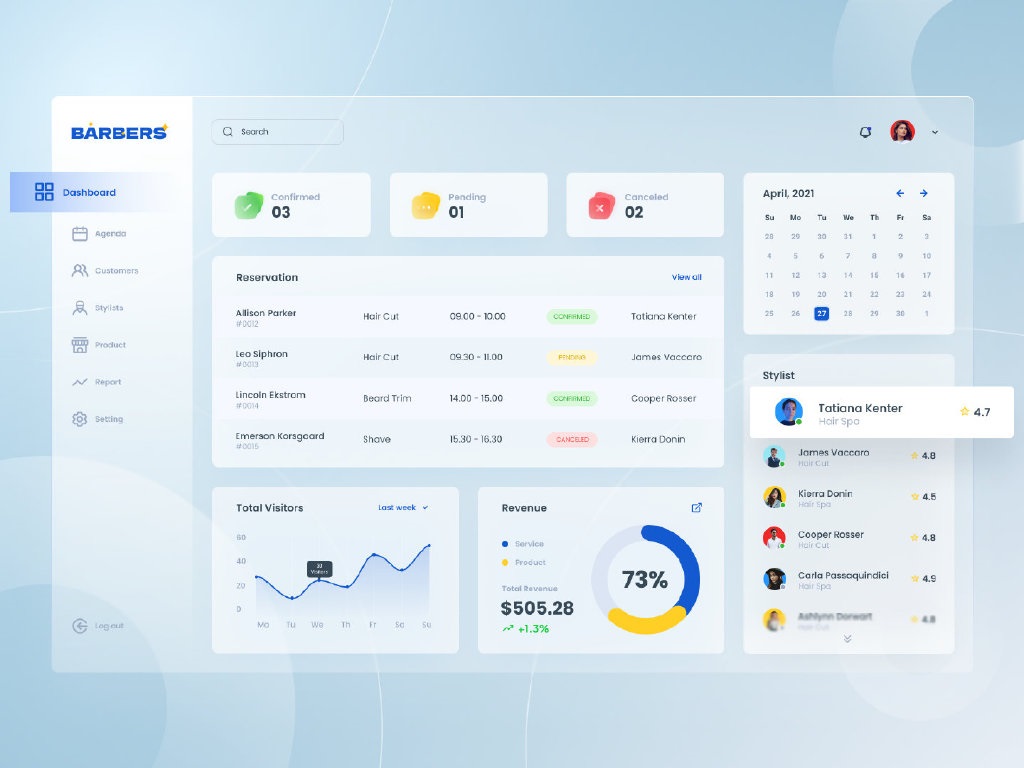 BARBERS
Search
Dashboard
Agenda
Customers
Stylists
Product
Report
Setting
Log out
Confirmed
03
Pending
01
Canceled
02
Reservation
View all
Allison Parker
#0012
Hair Cut
09.00 - 10.00
CONFIRMED
Tatiana Kenter
Leo Siphron
#0013
Hair Cut
09.30 - 11.00
PENDING
James Vaccaro
Lincoln Ekstrom
#0014
Beard Trim
14.00 - 15.00
CONFIRMED
Cooper Rosser
Emerson Korsgaard
#0015
Shave
15.30 - 16.30
CANCELED
Kierra Donin
Total Visitors
Last week
60
40
20
0
Visitors
Mo Tu We Th Fr Sa Su
Revenue
Service
Product
Total Revenue
$505.28
+1.3%
73%
April, 2021
Su Mo Tu We Th Fr Sa
28 29 30 31 1 2 3
4 5 6 7 8 9 10
11 12 13 14 15 16 17
18 19 20 21 22 23 24
25 26 27 28 29 30 1
Stylist
Tatiana Kenter
Hair Spa
4.7
James Vaccaro
Hair Cut
4.8
Kierra Donin
Hair Spa
4.5
Cooper Rosser
Hair Cut
4.8
Carla Passaquindici
Hair Spa
4.9
Ashlynn Dorwart
Hair Cut
4.8